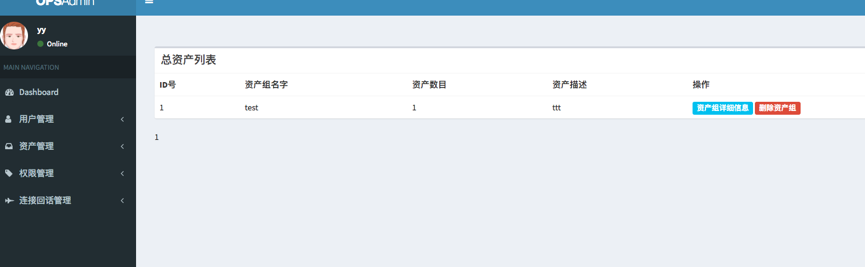 OPSAdmin
yy
Online
MAIN NAVIGATION
Dashboard
用户管理
资产管理
权限管理
连接回话管理
总资产列表
ID号 资产组名字 资产数目 资产描述 操作
1 test 1 ttt 资产组详细信息 删除资产组
1